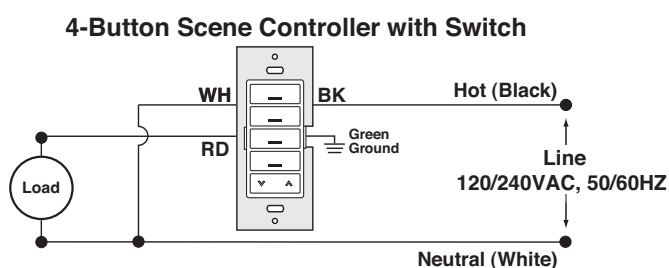 4-Button Scene Controller with Switch
WH
BK
Hot (Black)
RD
Green
Ground
Load
Line
120/240VAC, 50/60HZ
Neutral (White)